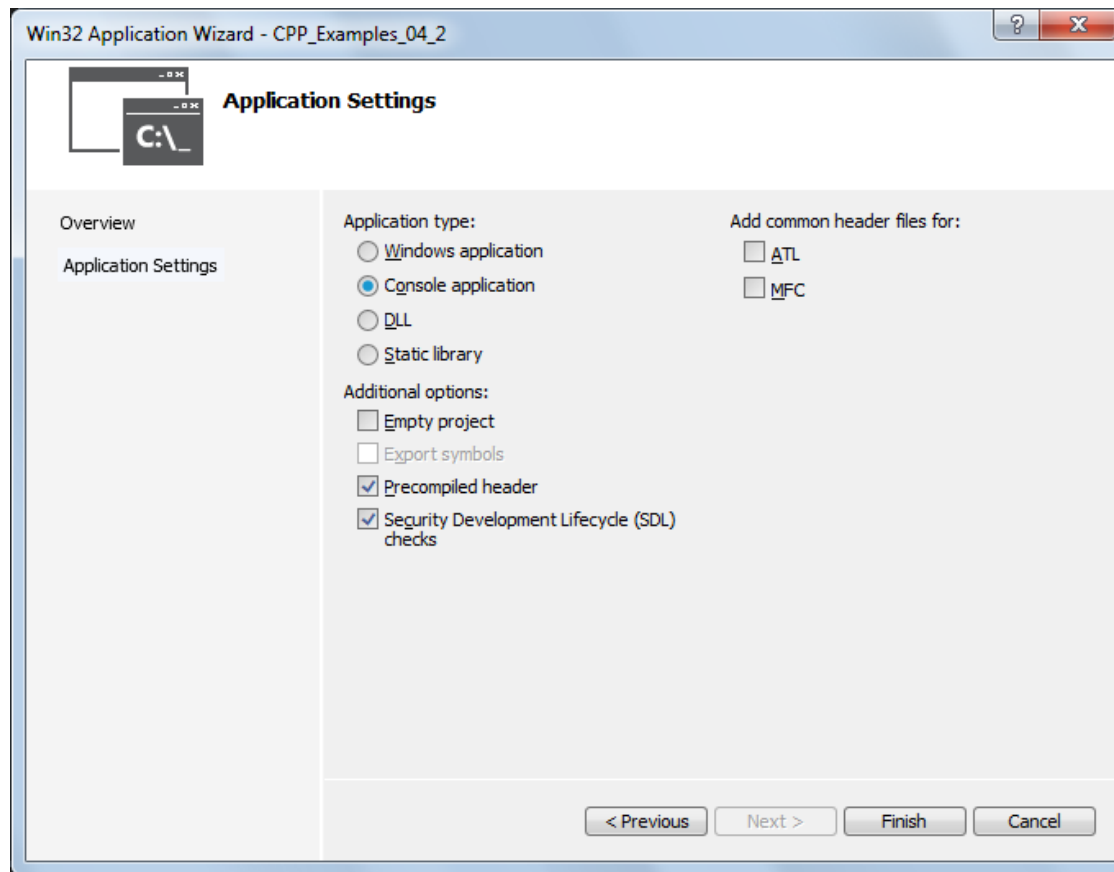 Win32 Application Wizard - CPP_Examples_04_2
C:\_
Application Settings
Overview
Application Settings
Application type:
Windows application
Console application
DLL
Static library
Additional options:
Empty project
Export symbols
Precompiled header
Security Development Lifecycle (SDL)
checks
Add common header files for:
ATL
MFC
< Previous
Next >
Finish
Cancel